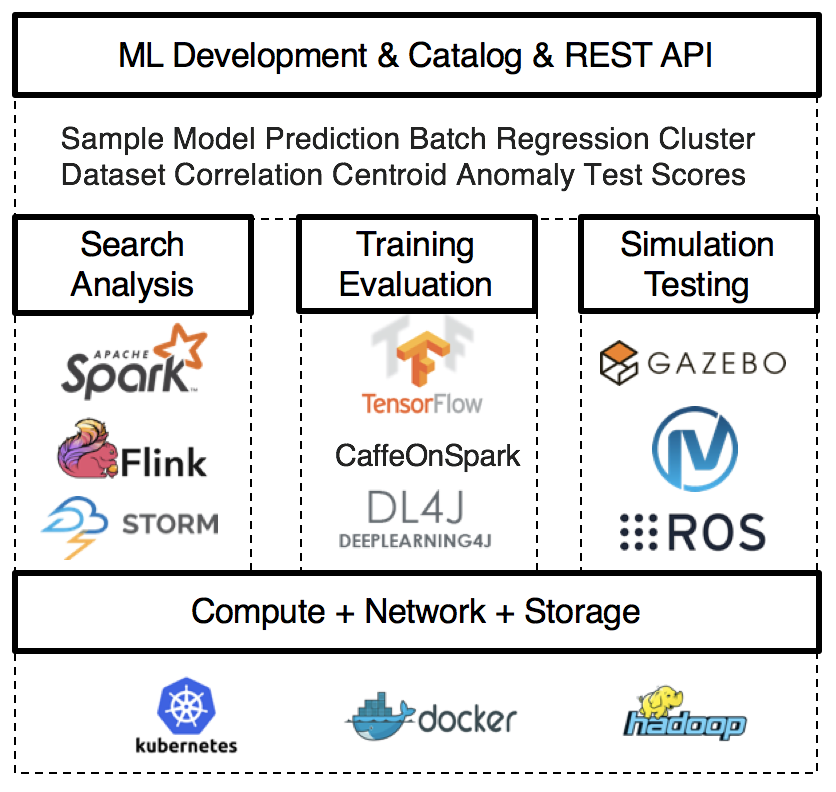 ML Development & Catalog & REST API
Sample Model Prediction Batch Regression Cluster
Dataset Correlation Centroid Anomaly Test Scores
Search
Analysis
Training
Evaluation
Simulation
Testing
APACHE
Spark™
Flink
STORM
TensorFlow
CaffeOnSpark
DL4J
DEEPLEARNING4J
GAZEBO
IV
ROS
Compute + Network + Storage
kubernetes
docker
hadoop